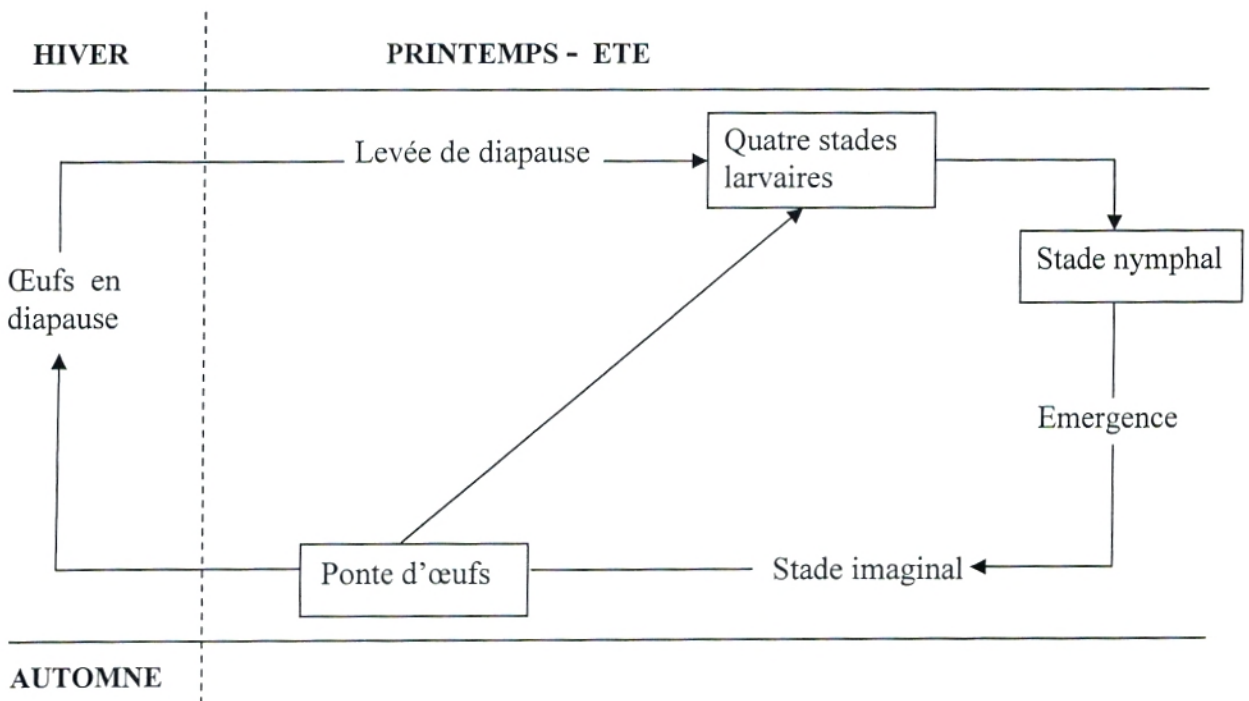 HIVER
PRINTEMPS - ETE
Levée de diapause
Quatre stades
larvaires
Stade nymphal
Œufs en
diapause
Emergence
Ponte d'œufs
Stade imaginal
AUTOMNE